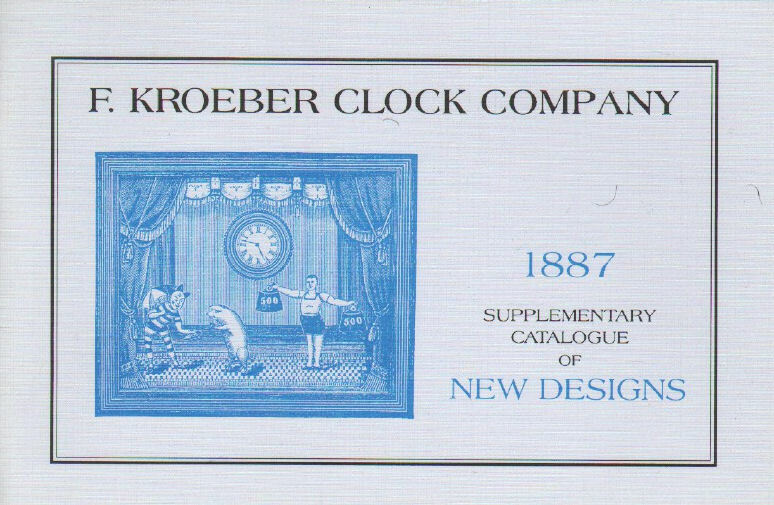 F. KROEBER CLOCK COMPANY
500
500
1887
SUPPLEMENTARY
CATALOGUE
OF
NEW DESIGNS